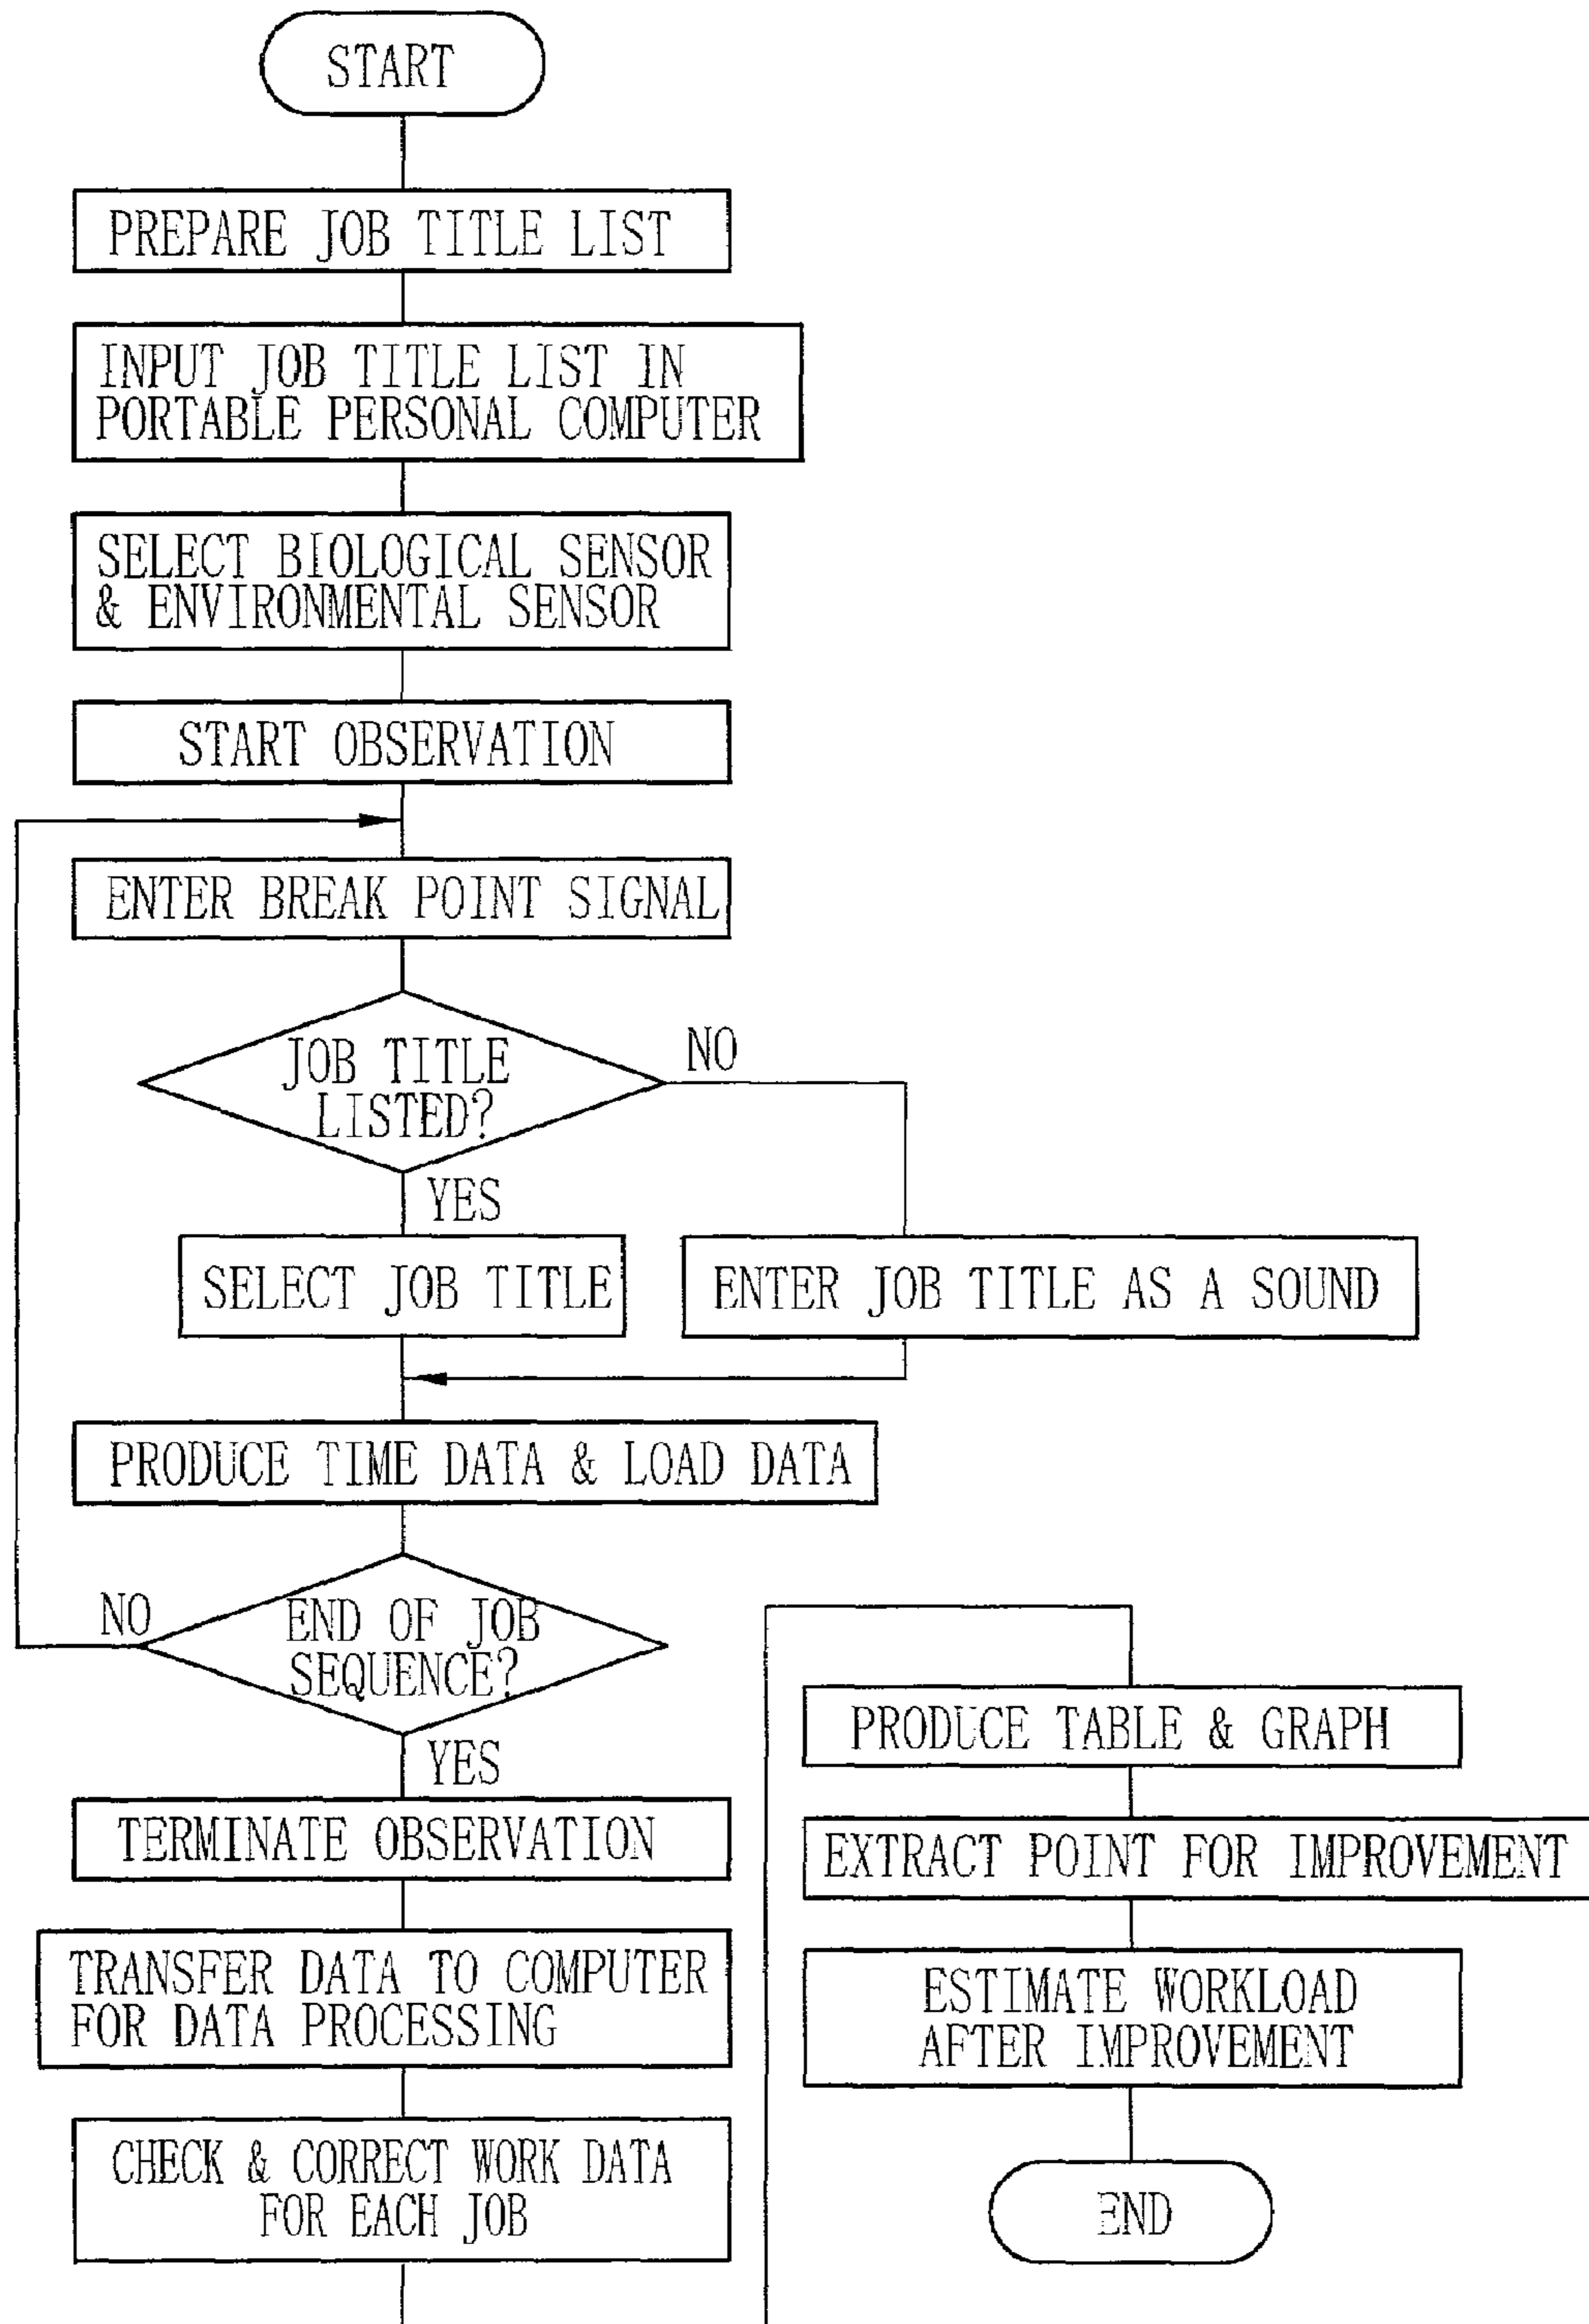 START
PREPARE JOB TITLE LIST
INPUT JOB TITLE LIST IN
PORTABLE PERSONAL COMPUTER
SELECT BIOLOGICAL SENSOR
& ENVIRONMENTAL SENSOR
START OBSERVATION
ENTER BREAK POINT SIGNAL
JOB TITLE
LISTED?
NO
YES
SELECT JOB TITLE
ENTER JOB TITLE AS A SOUND
PRODUCE TIME DATA & LOAD DATA
END OF JOB
SEQUENCE?
NO
YES
TERMINATE OBSERVATION
TRANSFER DATA TO COMPUTER
FOR DATA PROCESSING
CHECK & CORRECT WORK DATA
FOR EACH JOB
PRODUCE TABLE & GRAPH
EXTRACT POINT FOR IMPROVEMENT
ESTIMATE WORKLOAD
AFTER IMPROVEMENT
END